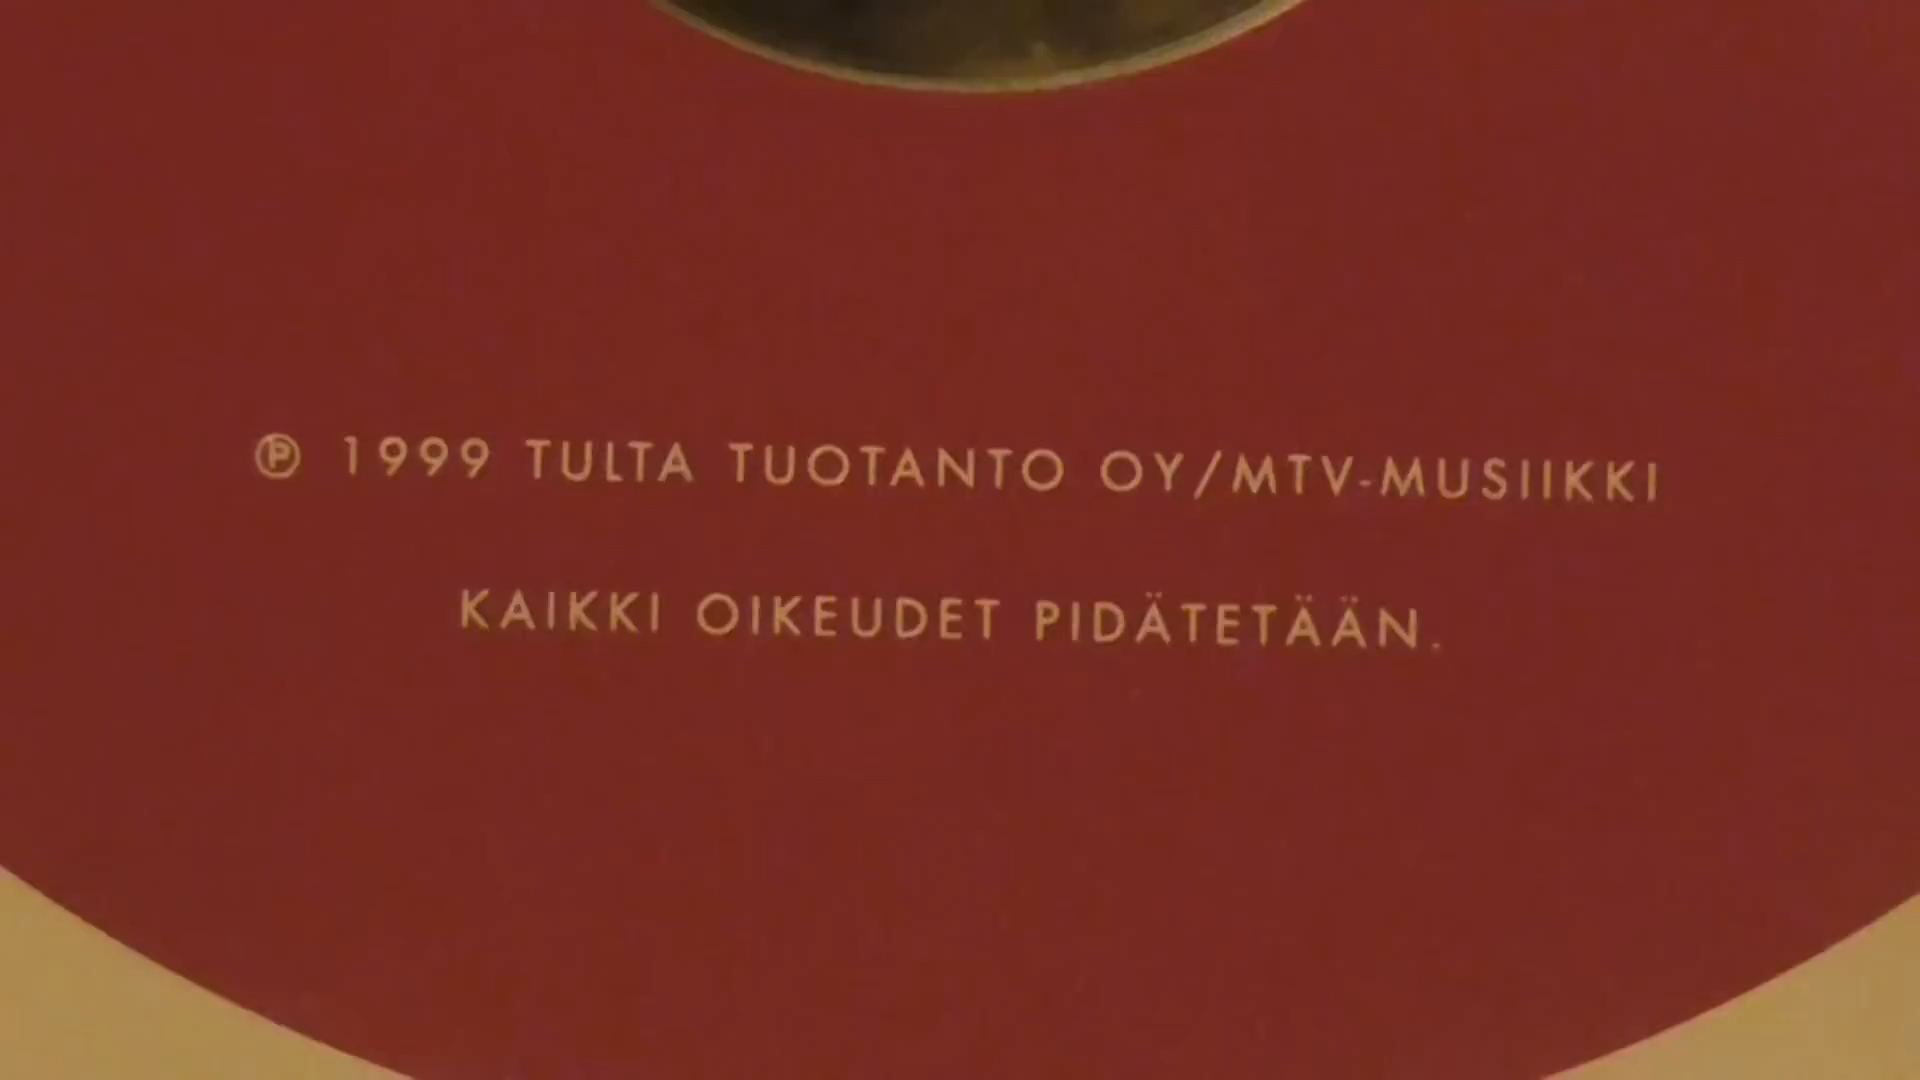 ℗ 1999 TULTA TUOTANTO OY/MTV-MUSIIKKI
KAIKKI OIKEUDET PIDÄTETÄÄN.